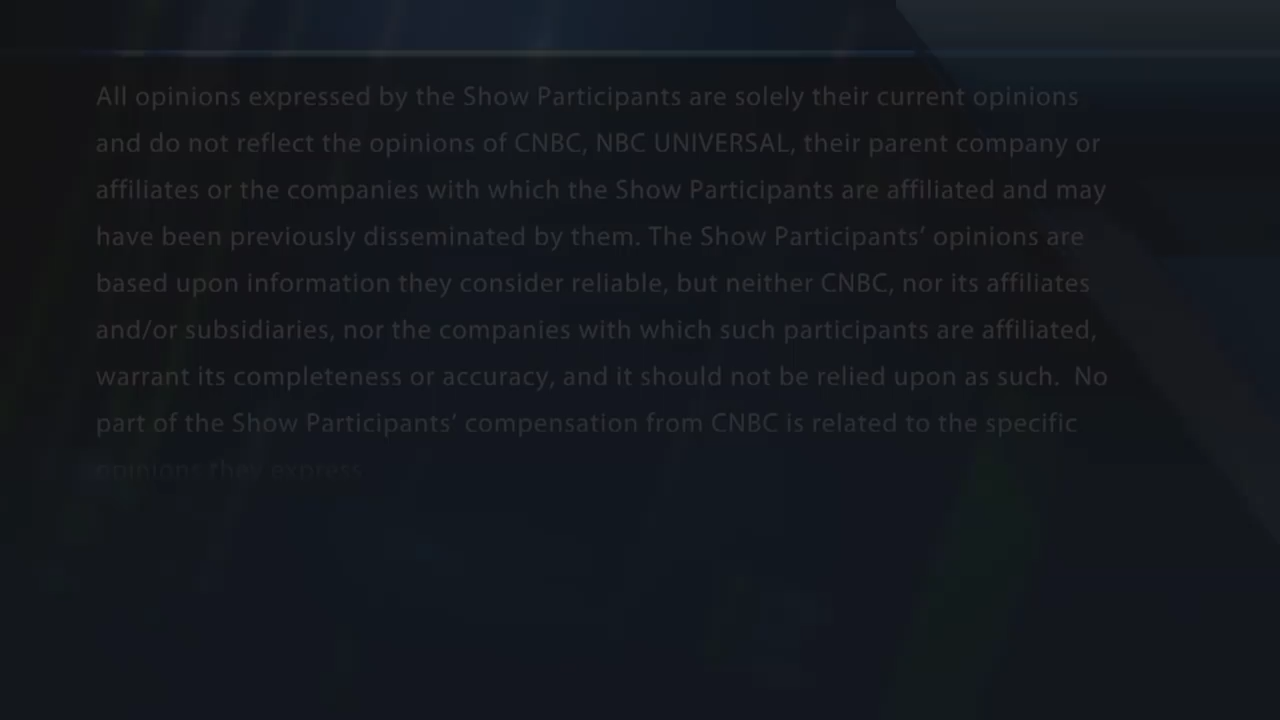 All opinions expressed by the Show Participants are solely their current opinions
and do not reflect the opinions of CNBC, NBC UNIVERSAL, their parent company or
affiliates or the companies with which the Show Participants are affiliated and may
have been previously disseminated by them. The Show Participants’ opinions are
based upon information they consider reliable, but neither CNBC, nor its affiliates
and/or subsidiaries, nor the companies with which such participants are affiliated,
warrant its completeness or accuracy, and it should not be relied upon as such.  No
part of the Show Participants’ compensation from CNBC is related to the specific
opinions they express